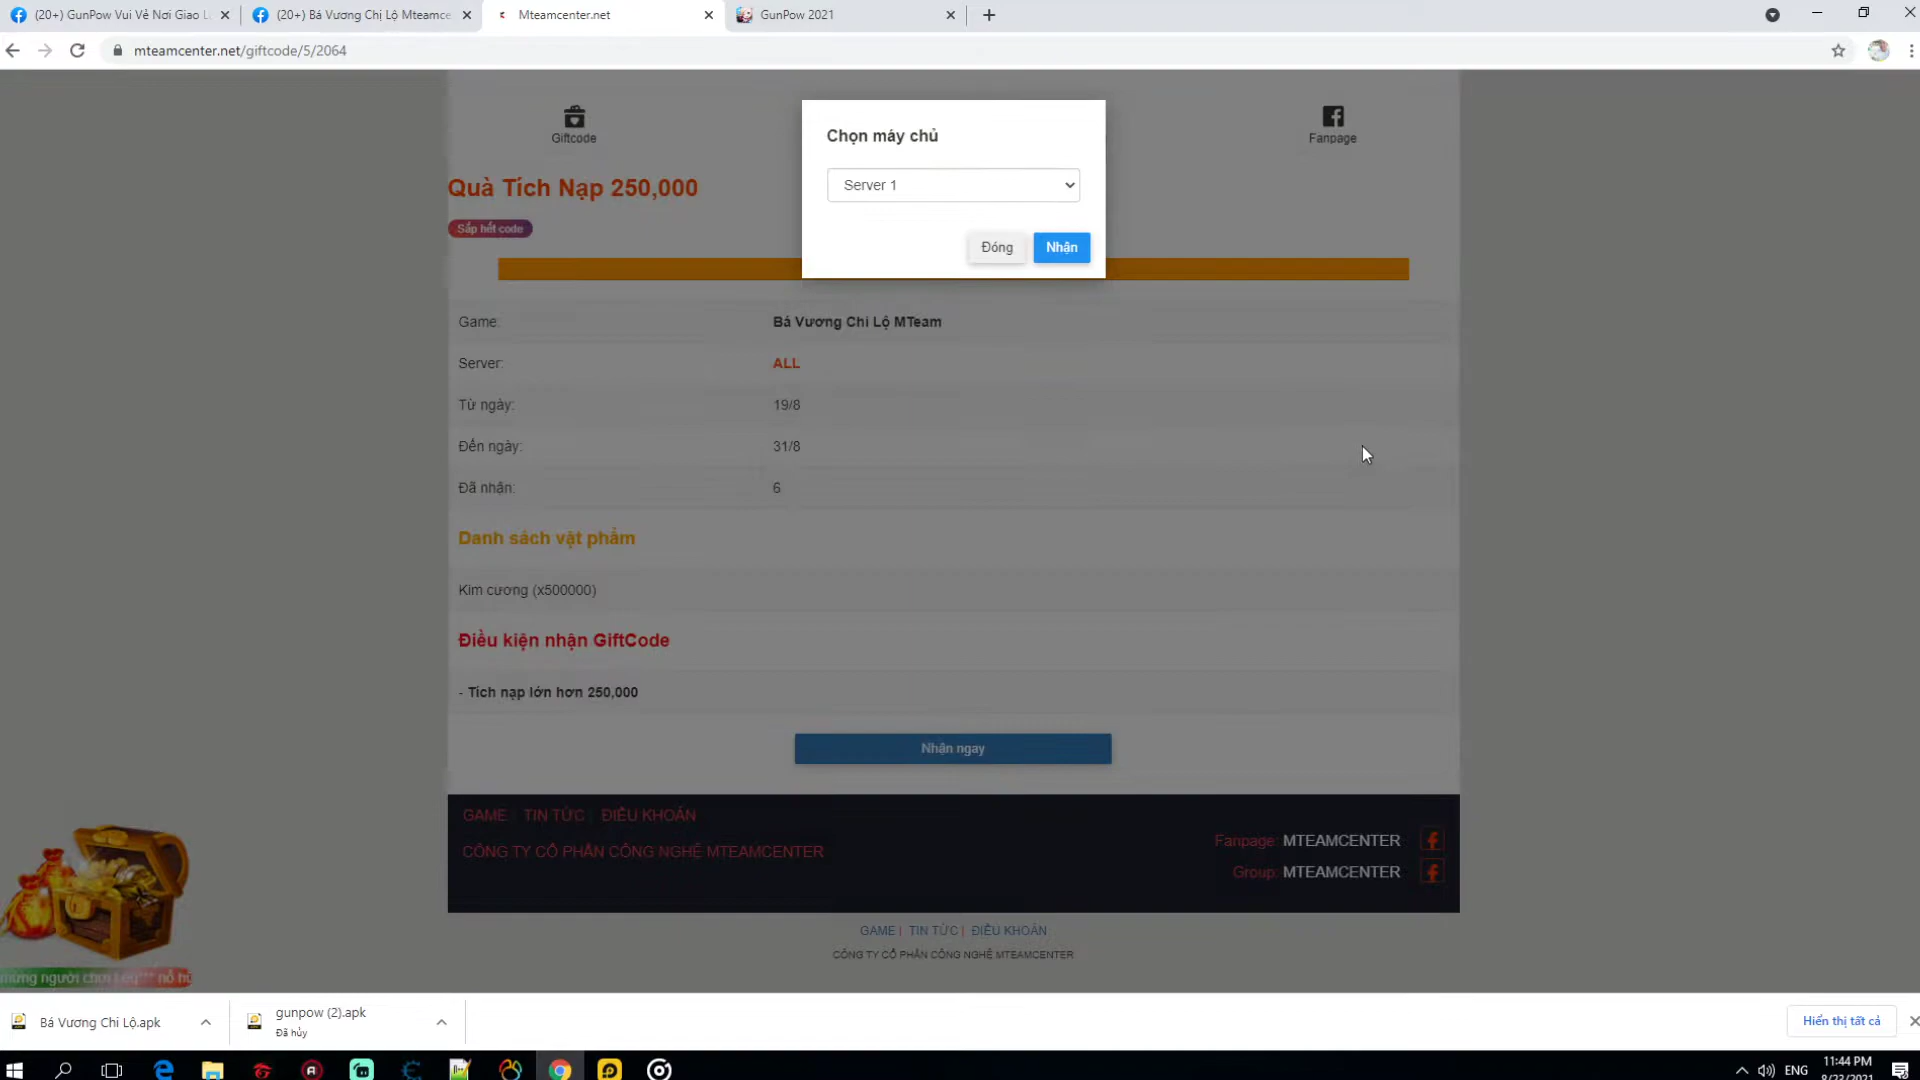 (20+) GunPow Vui Vẻ Nơi Giao L
(20+) Bá Vương Chị Lộ Mteamce
Mteamcenter.net
GunPow 2021
mteamcenter.net/giftcode/5/2064
Giftcode
Fanpage
Chọn máy chủ
Server 1
Đóng
Nhận
Quà Tích Nạp 250,000
Sắp hết code
Game: Bá Vương Chi Lộ MTeam
Server: ALL
Từ ngày: 19/8
Đến ngày: 31/8
Đã nhận: 6
Danh sách vật phẩm
Kim cương (x500000)
Điều kiện nhận GiftCode
- Tích nạp lớn hơn 250,000
Nhận ngay
GAME | TIN TỨC | ĐIỀU KHOẢN
CÔNG TY CỔ PHẦN CÔNG NGHỆ MTEAMCENTER
Fanpage: MTEAMCENTER
Group: MTEAMCENTER
GAME | TIN TỨC | ĐIỀU KHOẢN
CÔNG TY CỔ PHẦN CÔNG NGHỆ MTEAMCENTER
người chơi
Bá Vương Chi Lộ.apk
gunpow (2).apk
Đã hủy
Hiển thị tất cả
ENG
11:44 PM
8/23/2021